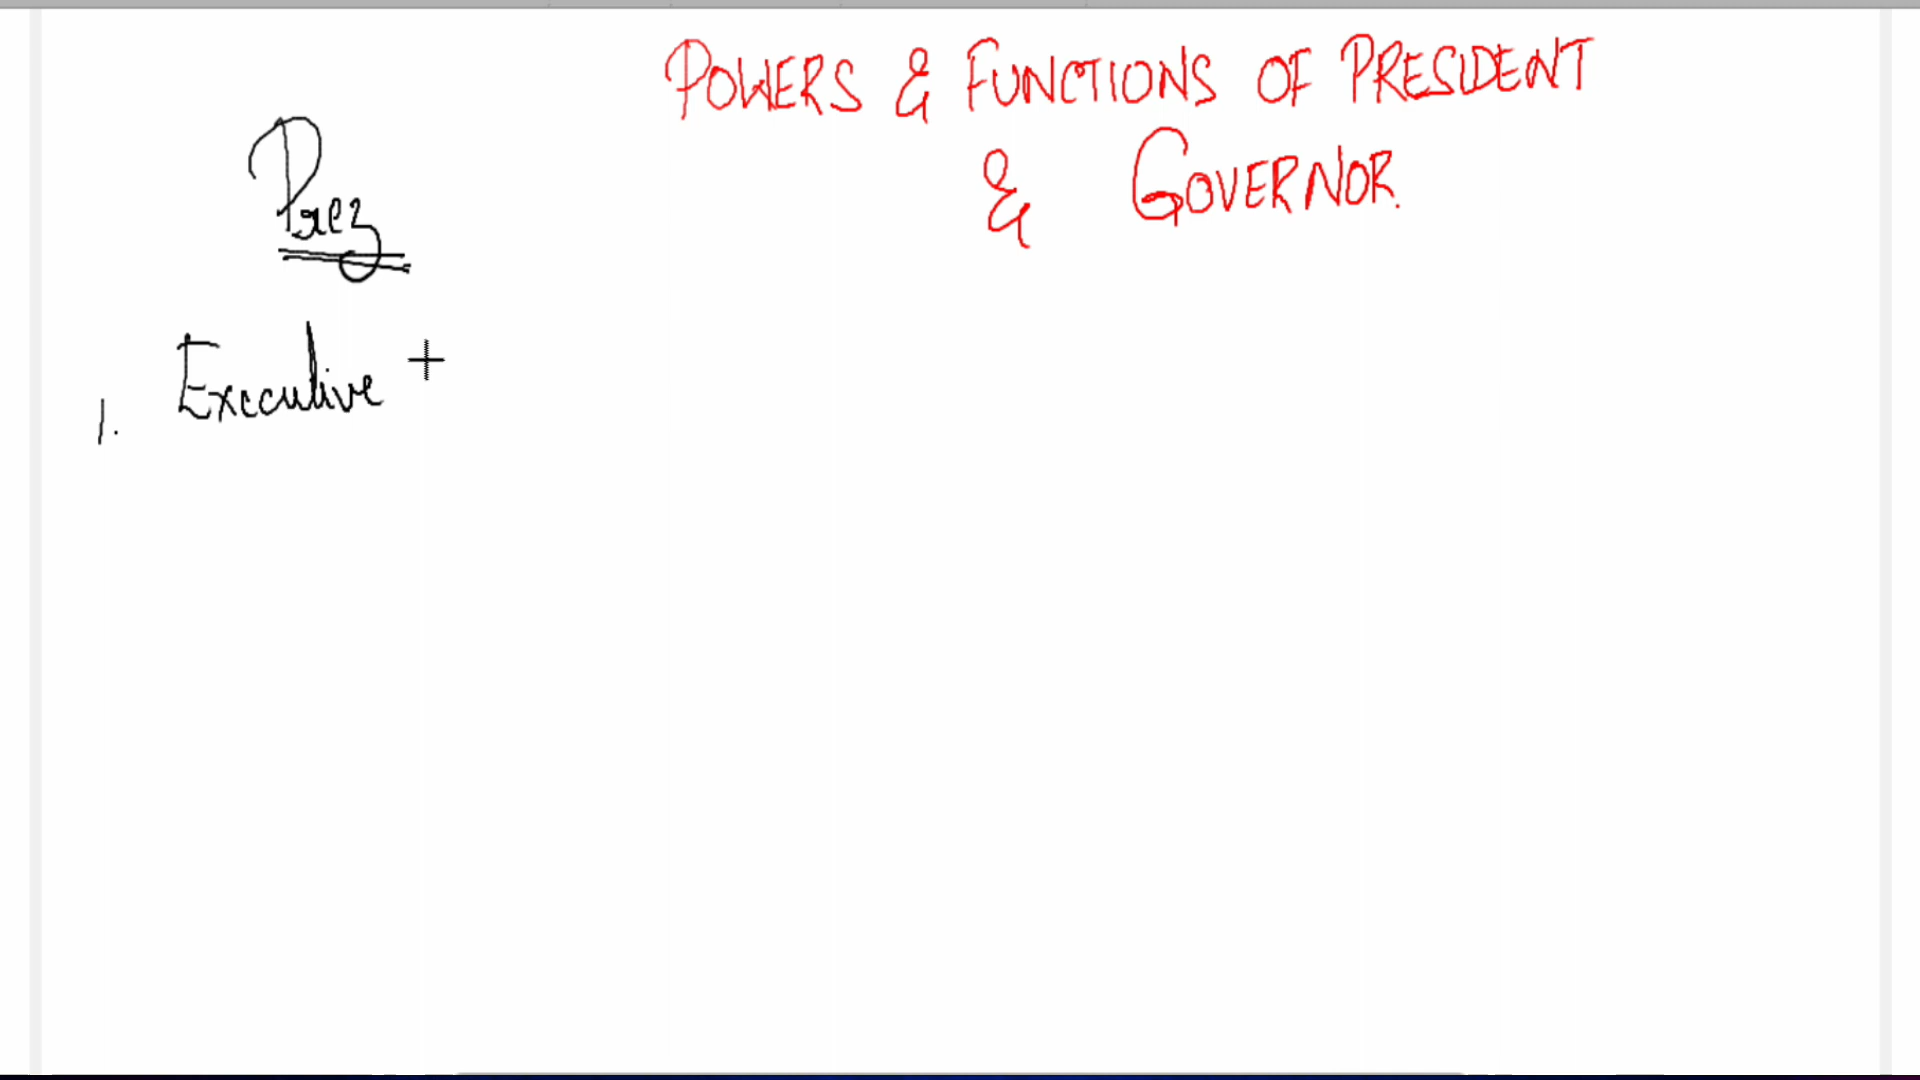 POWERS & FUNCTIONS OF PRESIDENT
& GOVERNOR.
Prez
1. Executive